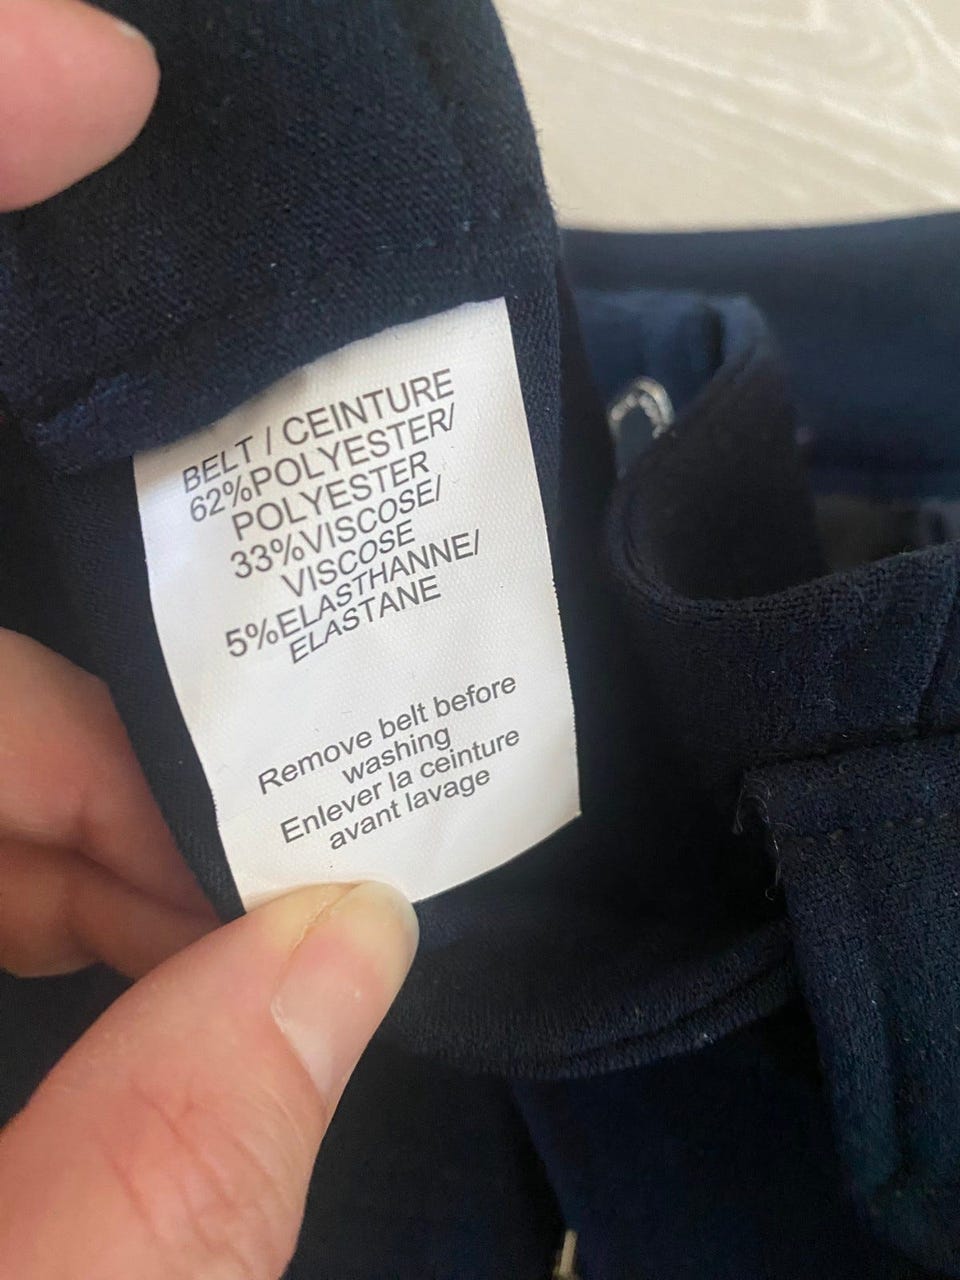 BELT / CEINTURE
62%POLYESTER/
POLYESTER
33%VISCOSE/
VISCOSE
5%ELASTHANNE/
ELASTANE
Remove belt before
washing
Enlever la ceinture
avant lavage